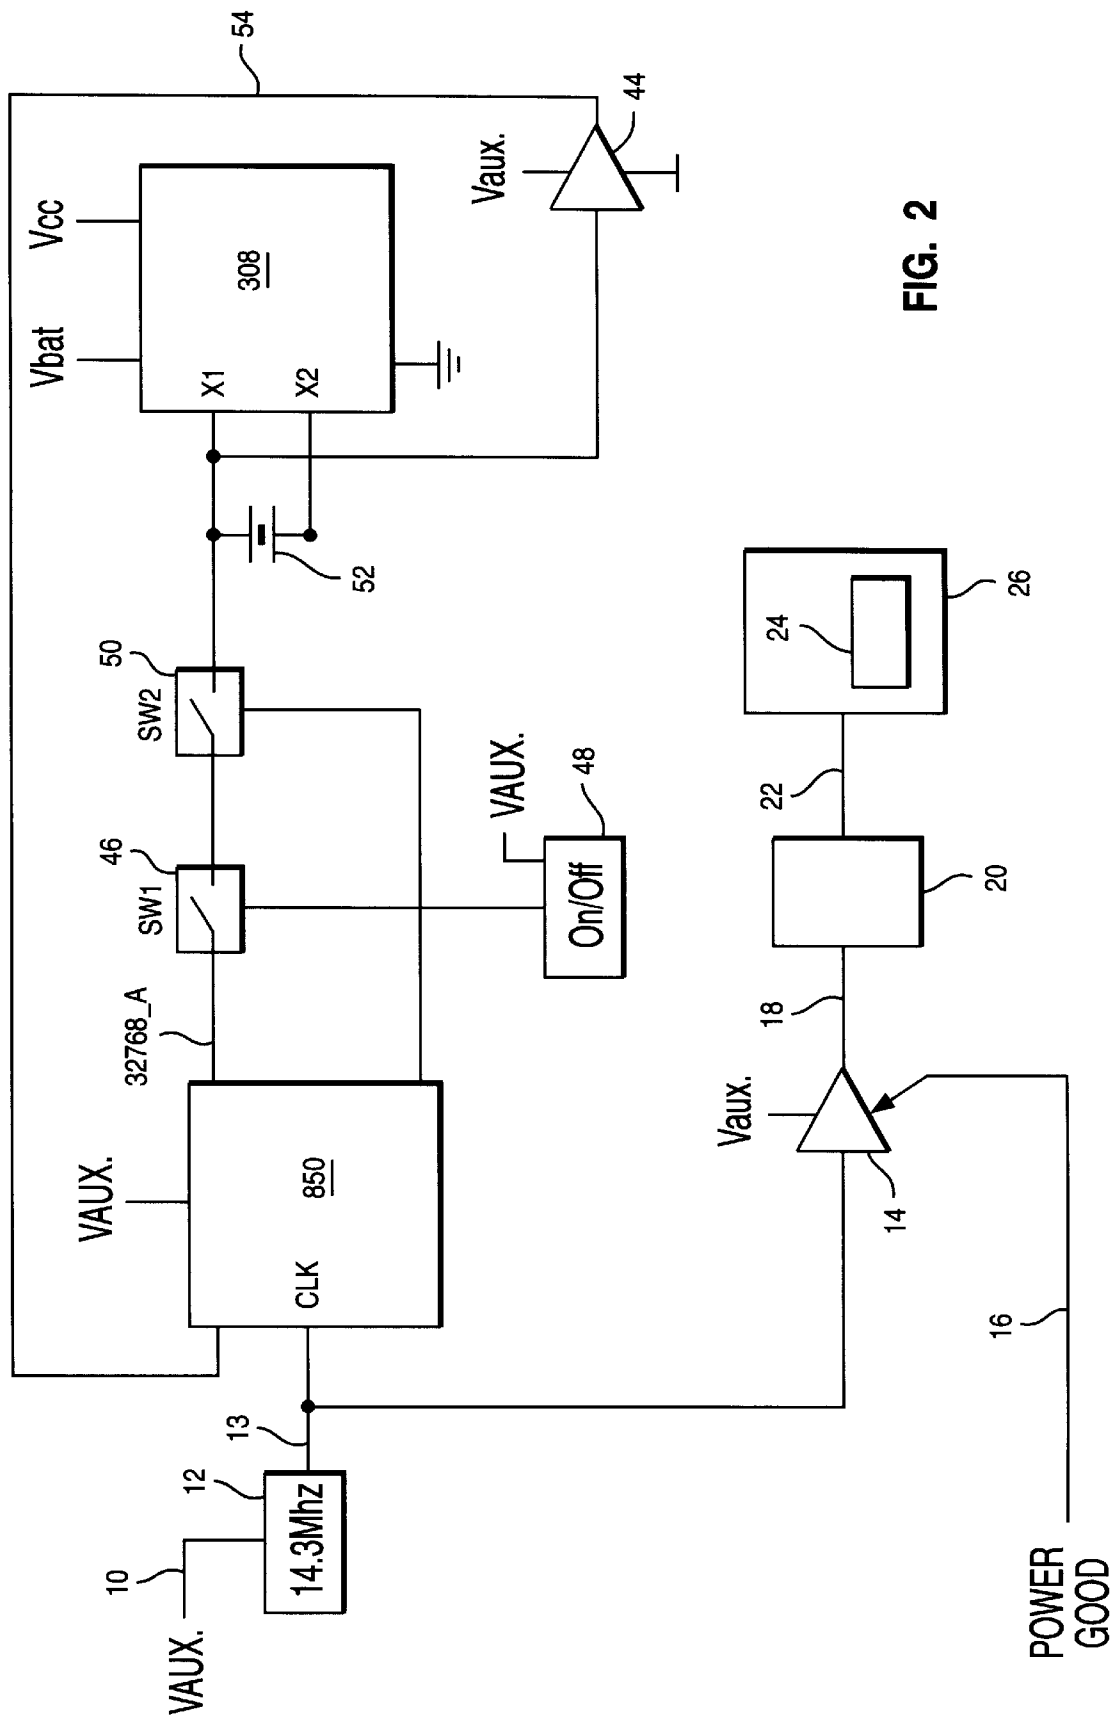 54
Vcc
Vbat
308
X1
X2
Vaux.
44
52
50
SW2
46
SW1
32768_A
VAUX.
48
On/Off
VAUX.
850
CLK
13
12
14.3Mhz
10
VAUX.
26
24
22
20
18
Vaux.
14
16
POWER
GOOD
FIG. 2